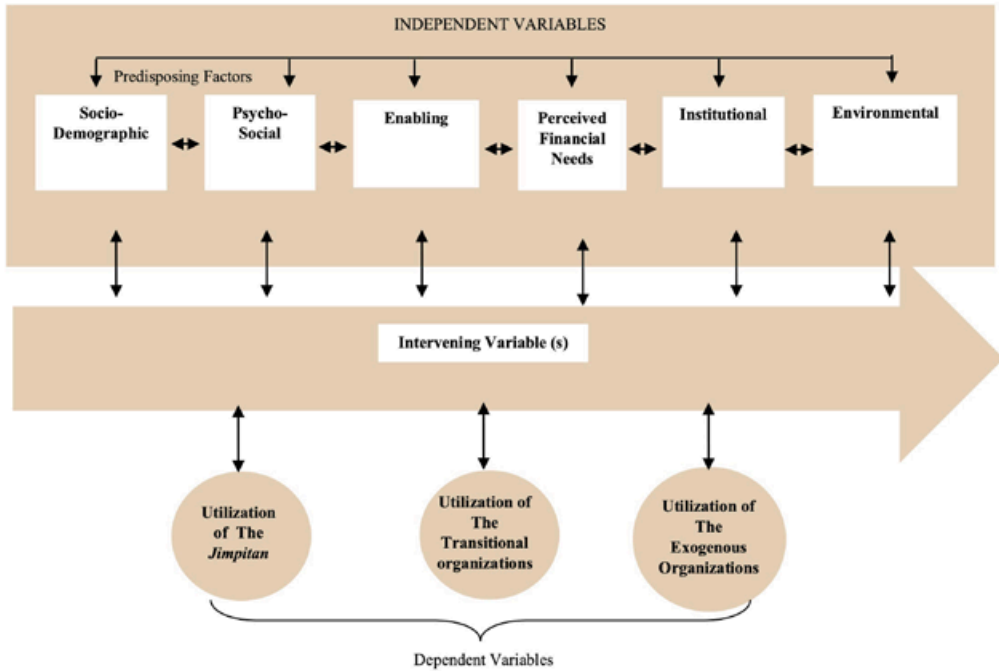 INDEPENDENT VARIABLES
Predisposing Factors
Socio-
Demographic
Psycho-
Social
Enabling
Perceived
Financial
Needs
Institutional
Environmental
Intervening Variable (s)
Utilization
of The
Jimpitan
Utilization of
The
Transitional
organizations
Utilization of
The
Exogenous
Organizations
Dependent Variables